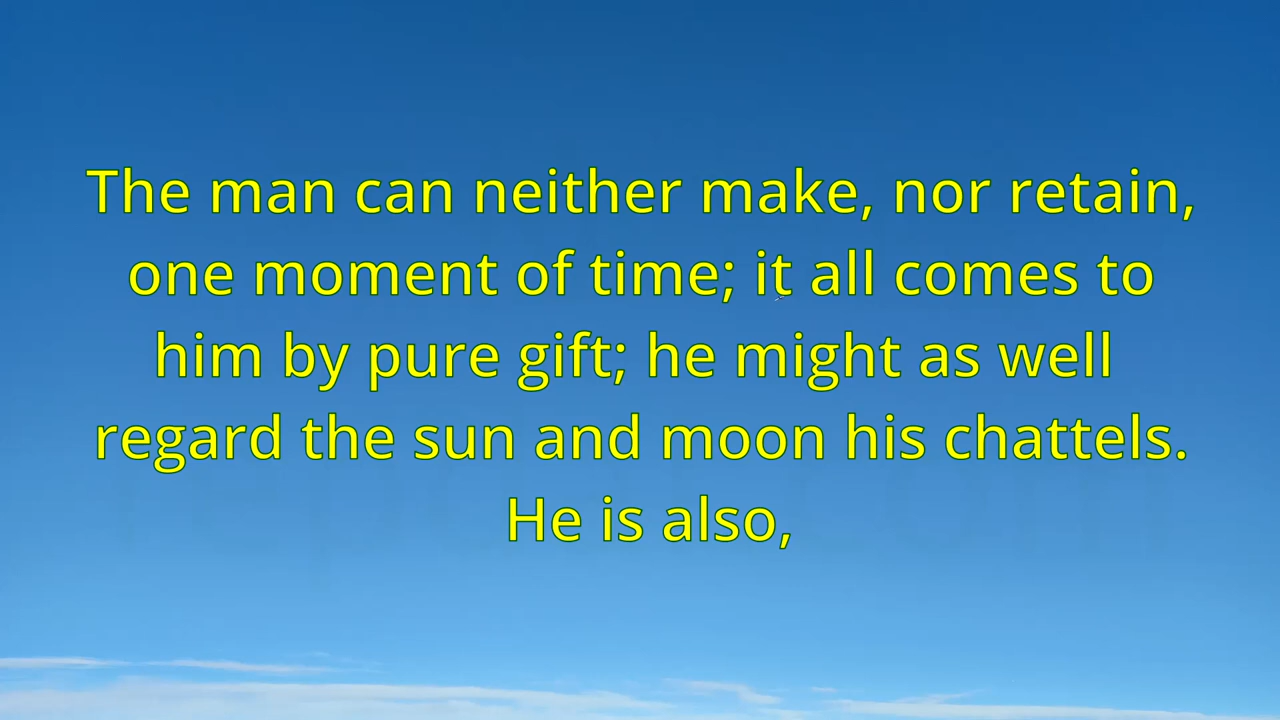 The man can neither make, nor retain,
one moment of time; it all comes to
him by pure gift; he might as well
regard the sun and moon his chattels.
He is also,